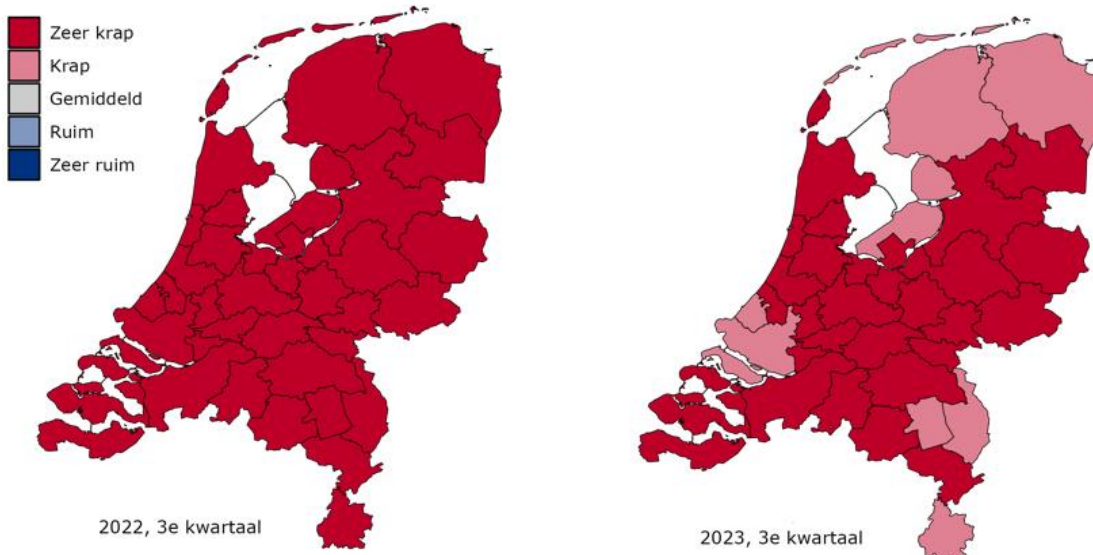 Zeer krap
Krap
Gemiddeld
Ruim
Zeer ruim
2022, 3e kwartaal
2023, 3e kwartaal